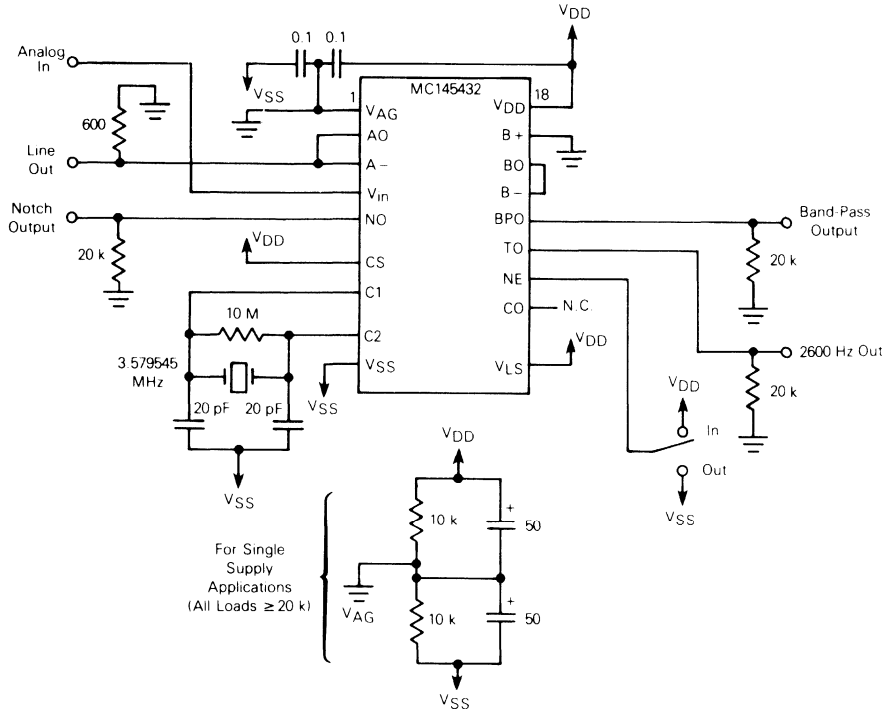 VDD
0.1 0.1
Analog
In
VSS
1
MC145432
18
VAG
VDD
600
AO
B+
Line
Out
A−
BO
Vin
B−
Notch
Output
NO
BPO
Band-Pass
Output
20 k
VDD
TO
20 k
CS
NE
C1
CO
N.C.
10 M
C2
VDD
2600 Hz Out
3.579545
MHz
VSS
VLS
20 k
VSS
VDD
20 pF 20 pF
In
VSS
Out
VDD
VSS
10 k
+
50
For Single
Supply
Applications
(All Loads ≥ 20 k)
VAG
10 k
+
50
VSS